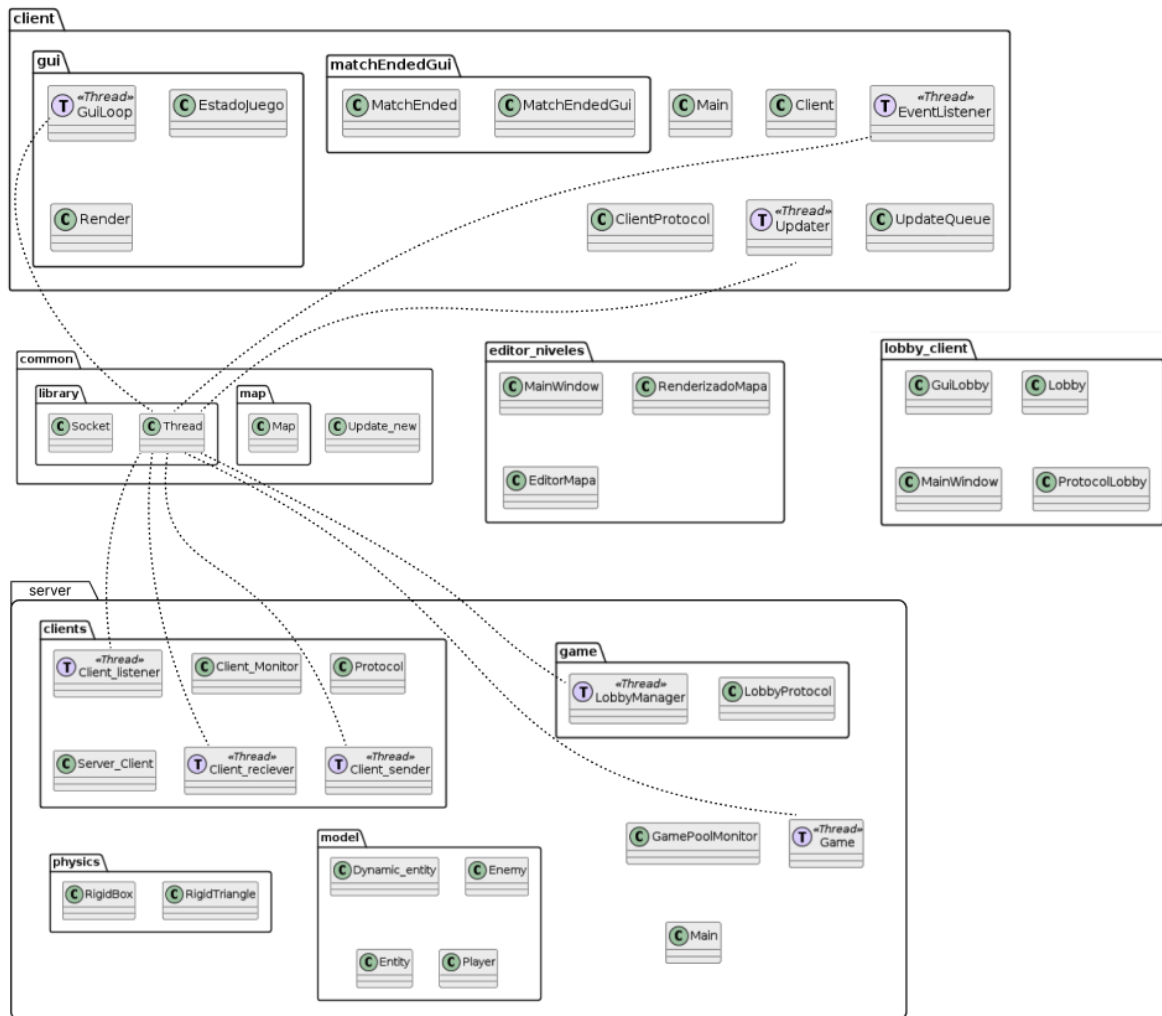 client
gui
T «Thread» GuiLoop
C EstadoJuego
C Render
matchEndedGui
C MatchEnded
C MatchEndedGui
C Main
C Client
T «Thread» EventListener
C ClientProtocol
T «Thread» Updater
C UpdateQueue
common
library
C Socket
C Thread
map
C Map
C Update_new
editor_niveles
C MainWindow
C RenderizadoMapa
C EditorMapa
lobby_client
C GuiLobby
C Lobby
C MainWindow
C ProtocolLobby
server
clients
T «Thread» Client_listener
C Client_Monitor
C Protocol
C Server_Client
T «Thread» Client_reciever
T «Thread» Client_sender
game
T «Thread» LobbyManager
C LobbyProtocol
physics
C RigidBox
C RigidTriangle
model
C Dynamic_entity
C Enemy
C Entity
C Player
C GamePoolMonitor
T «Thread» Game
C Main